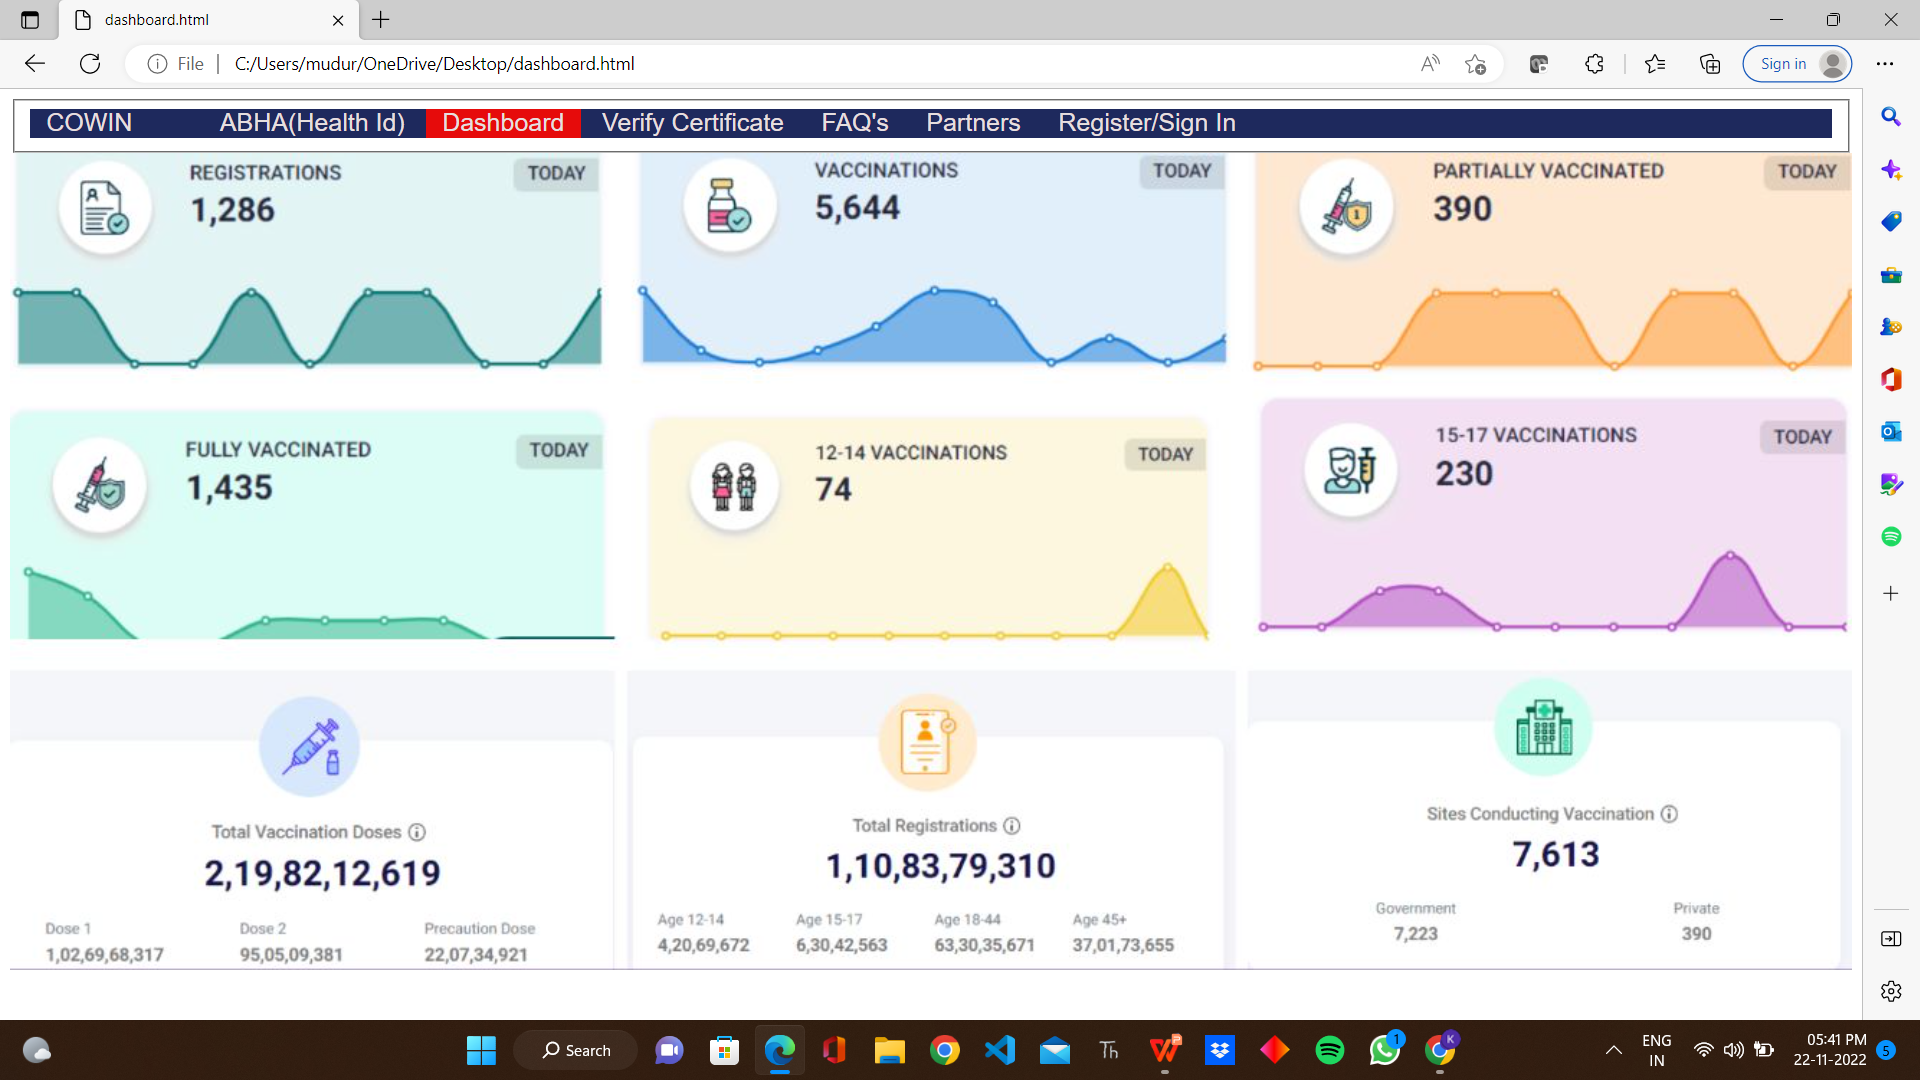 dashboard.html
File
C:/Users/mudur/OneDrive/Desktop/dashboard.html
Sign in
COWIN ABHA(Health Id) Dashboard Verify Certificate FAQ's Partners Register/Sign In
REGISTRATIONS TODAY
1,286
VACCINATIONS TODAY
5,644
PARTIALLY VACCINATED TODAY
390
1
FULLY VACCINATED TODAY
1,435
12-14 VACCINATIONS TODAY
74
15-17 VACCINATIONS TODAY
230
Total Vaccination Doses
2,19,82,12,619
Dose 1 Dose 2 Precaution Dose
1,02,69,68,317 95,05,09,381 22,07,34,921
Total Registrations
1,10,83,79,310
Age 12-14 Age 15-17 Age 18-44 Age 45+
4,20,69,672 6,30,42,563 63,30,35,671 37,01,73,655
Sites Conducting Vaccination
7,613
Government Private
7,223 390
Search
Th
1
K
ENG
IN
05:41 PM
22-11-2022
5